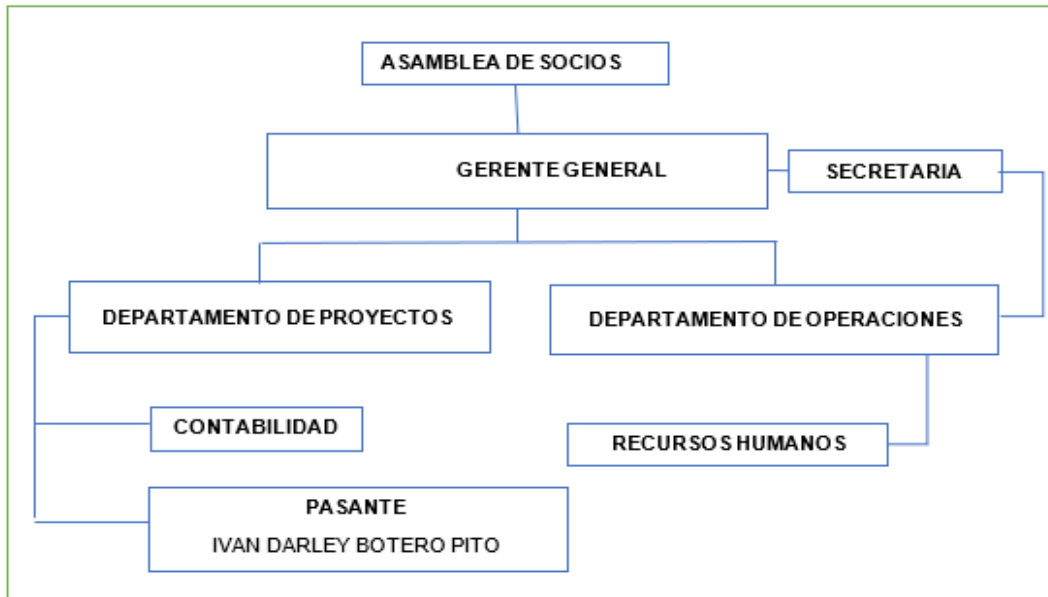 ASAMBLEA DE SOCIOS
GERENTE GENERAL
SECRETARIA
DEPARTAMENTO DE PROYECTOS
DEPARTAMENTO DE OPERACIONES
CONTABILIDAD
RECURSOS HUMANOS
PASANTE
IVAN DARLEY BOTERO PITO